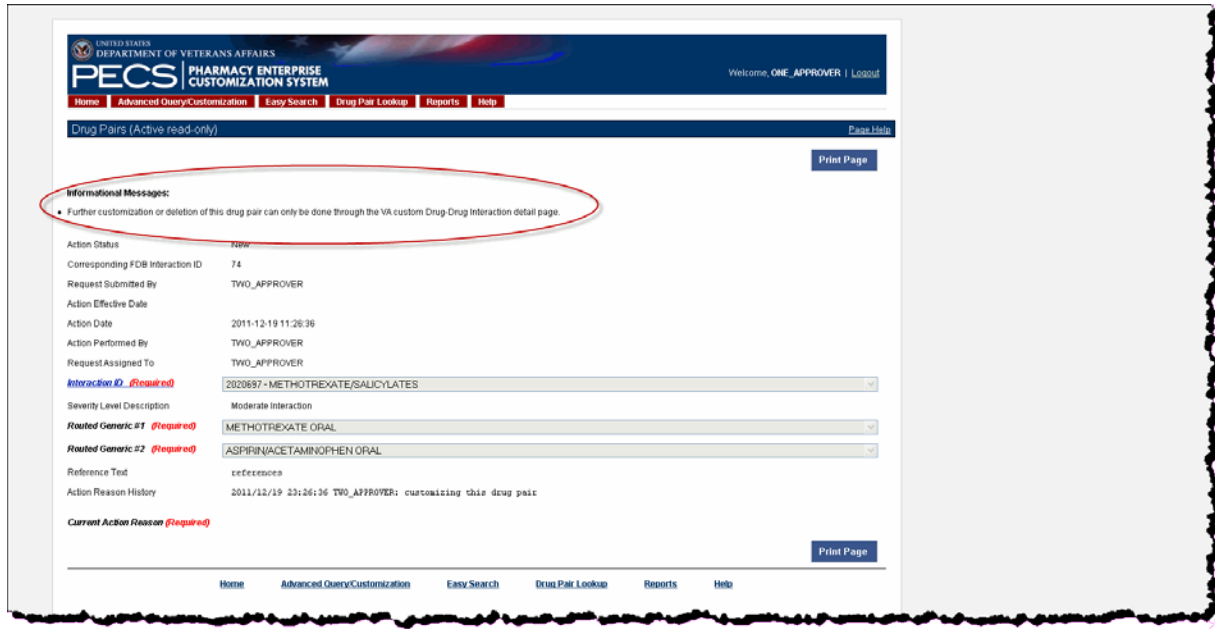 UNITED STATES
DEPARTMENT OF VETERANS AFFAIRS
PECS PHARMACY ENTERPRISE CUSTOMIZATION SYSTEM
Welcome, ONE_APPROVER | Logout
Home Advanced Query/Customization Easy Search Drug Pair Lookup Reports Help
Drug Pairs (Active read-only) Page Help
Print Page
Informational Messages:
• Further customization or deletion of this drug pair can only be done through the VA custom Drug-Drug Interaction detail page.
Action Status New
Corresponding FDB Interaction ID 74
Request Submitted By TWO_APPROVER
Action Effective Date
Action Date 2011-12-19 11:26:36
Action Performed By TWO_APPROVER
Request Assigned To TWO_APPROVER
Interaction ID (Required) 2020697 - METHOTREXATE/SALICYLATES
Severity Level Description Moderate Interaction
Routed Generic #1 (Required) METHOTREXATE ORAL
Routed Generic #2 (Required) ASPIRIN/ACETAMINOPHEN ORAL
Reference Text references
Action Reason History 2011/12/19 23:26:36 TWO_APPROVER: customizing this drug pair
Current Action Reason (Required)
Print Page
Home Advanced Query/Customization Easy Search Drug Pair Lookup Reports Help